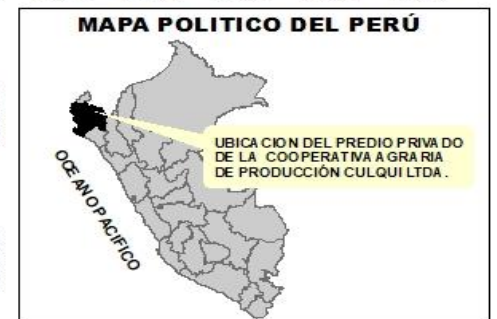 MAPA POLITICO DEL PERÚ
UBICACION DEL PREDIO PRIVADO
DE LA COOPERATIVA AGRARIA
DE PRODUCCIÓN CULQUI LTDA.
OCEANO PACIFICO